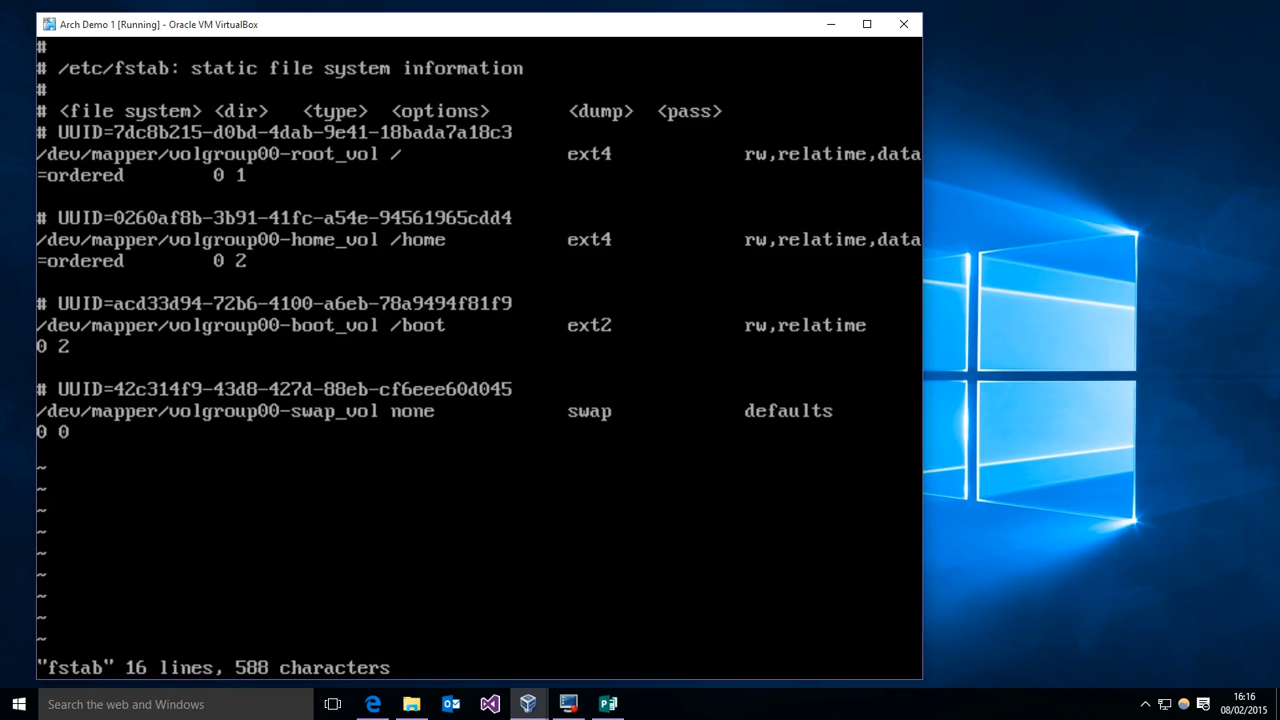 Arch Demo 1 [Running] - Oracle VM VirtualBox
#
# /etc/fstab: static file system information
#
# <file system> <dir> <type> <options> <dump> <pass>
# UUID=7dc8b215-d0bd-4dab-9e41-18bada7a18c3
/dev/mapper/volgroup00-root_vol / ext4 rw,relatime,data
=ordered 0 1
# UUID=0260af8b-3b91-41fc-a54e-94561965cdd4
/dev/mapper/volgroup00-home_vol /home ext4 rw,relatime,data
=ordered 0 2
# UUID=acd33d94-72b6-4100-a6eb-78a9494f81f9
/dev/mapper/volgroup00-boot_vol /boot ext2 rw,relatime
0 2
# UUID=42c314f9-43d8-427d-88eb-cf6eee60d045
/dev/mapper/volgroup00-swap_vol none swap defaults
0 0
~
~
~
~
~
~
~
~
~
"fstab" 16 lines, 588 characters
Search the web and Windows
16:16
08/02/2015